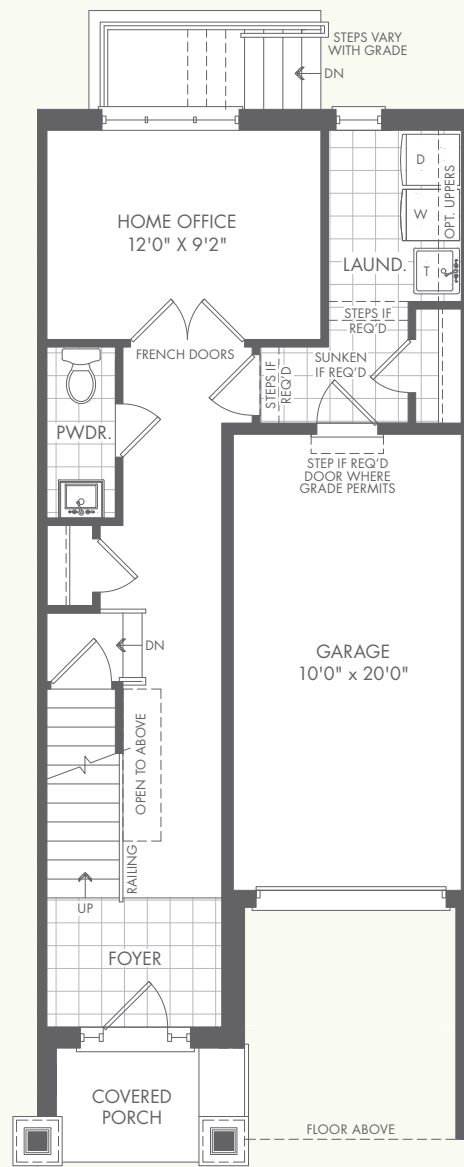 STEPS VARY
WITH GRADE
DN
D
W
OPT. UPPERS
T
HOME OFFICE
12'0" X 9'2"
LAUND.
STEPS IF
REQ'D
FRENCH DOORS
SUNKEN
IF REQ'D
STEPS IF
REQ'D
PWDR.
STEP IF REQ'D
DOOR WHERE
GRADE PERMITS
DN
GARAGE
10'0" x 20'0"
OPEN TO ABOVE
RAILING
UP
FOYER
COVERED
PORCH
FLOOR ABOVE